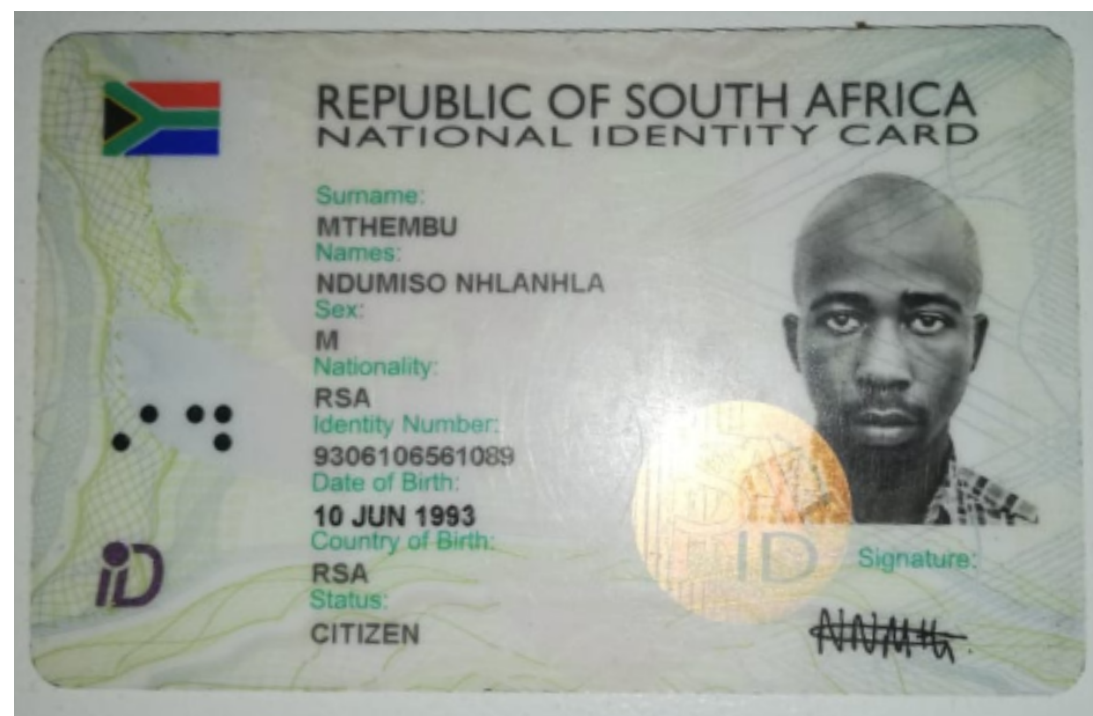 REPUBLIC OF SOUTH AFRICA
NATIONAL IDENTITY CARD
Surname:
MTHEMBU
Names:
NDUMISO NHLANHLA
Sex:
M
Nationality:
RSA
Identity Number:
9306106561089
Date of Birth:
10 JUN 1993
Country of Birth:
RSA
Status:
CITIZEN
iD
ID
Signature: